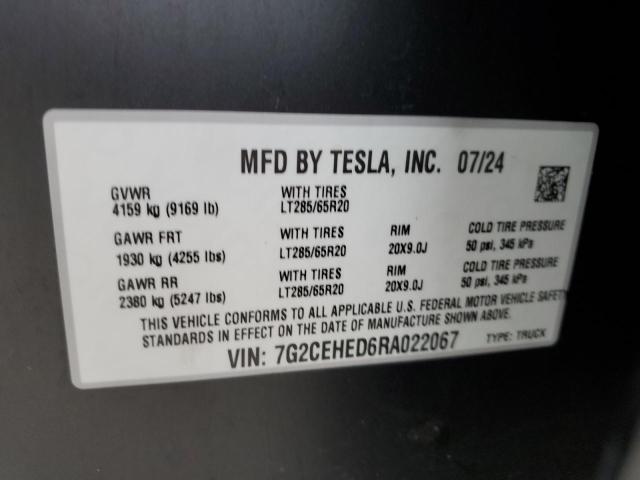 MFD BY TESLA, INC. 07/24
GVWR WITH TIRES
4159 kg (9169 lb) LT285/65R20
GAWR FRT WITH TIRES RIM COLD TIRE PRESSURE
1930 kg (4255 lbs) LT285/65R20 20X9.0J 50 psi, 345 kPa
GAWR RR WITH TIRES RIM COLD TIRE PRESSURE
2380 kg (5247 lbs) LT285/65R20 20X9.0J 50 psi, 345 kPa
THIS VEHICLE CONFORMS TO ALL APPLICABLE U.S. FEDERAL MOTOR VEHICLE SAFETY
STANDARDS IN EFFECT ON THE DATE OF MANUFACTURE SHOWN ABOVE.
VIN: 7G2CEHED6RA022067 TYPE: TRUCK